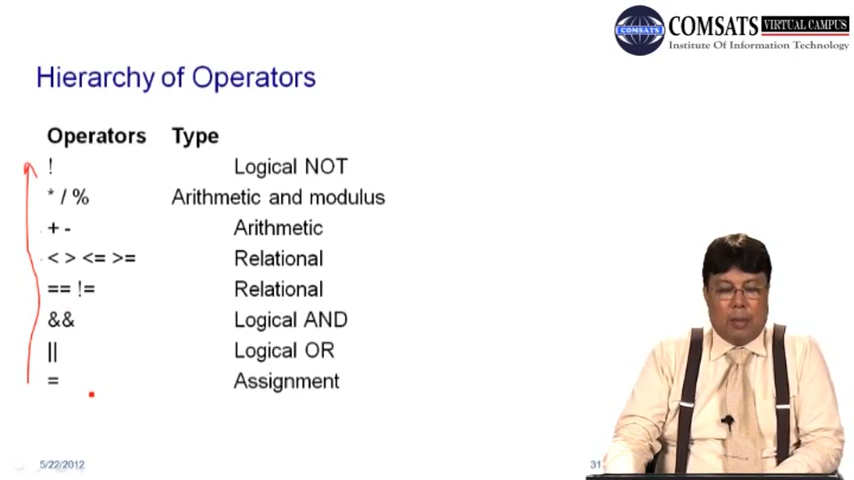 COMSATS
COMSATS VIRTUAL CAMPUS
Institute Of Information Technology
Hierarchy of Operators
Operators Type
! Logical NOT
* / % Arithmetic and modulus
+ - Arithmetic
< > <= >= Relational
== != Relational
&& Logical AND
|| Logical OR
= Assignment
5/22/2012 31